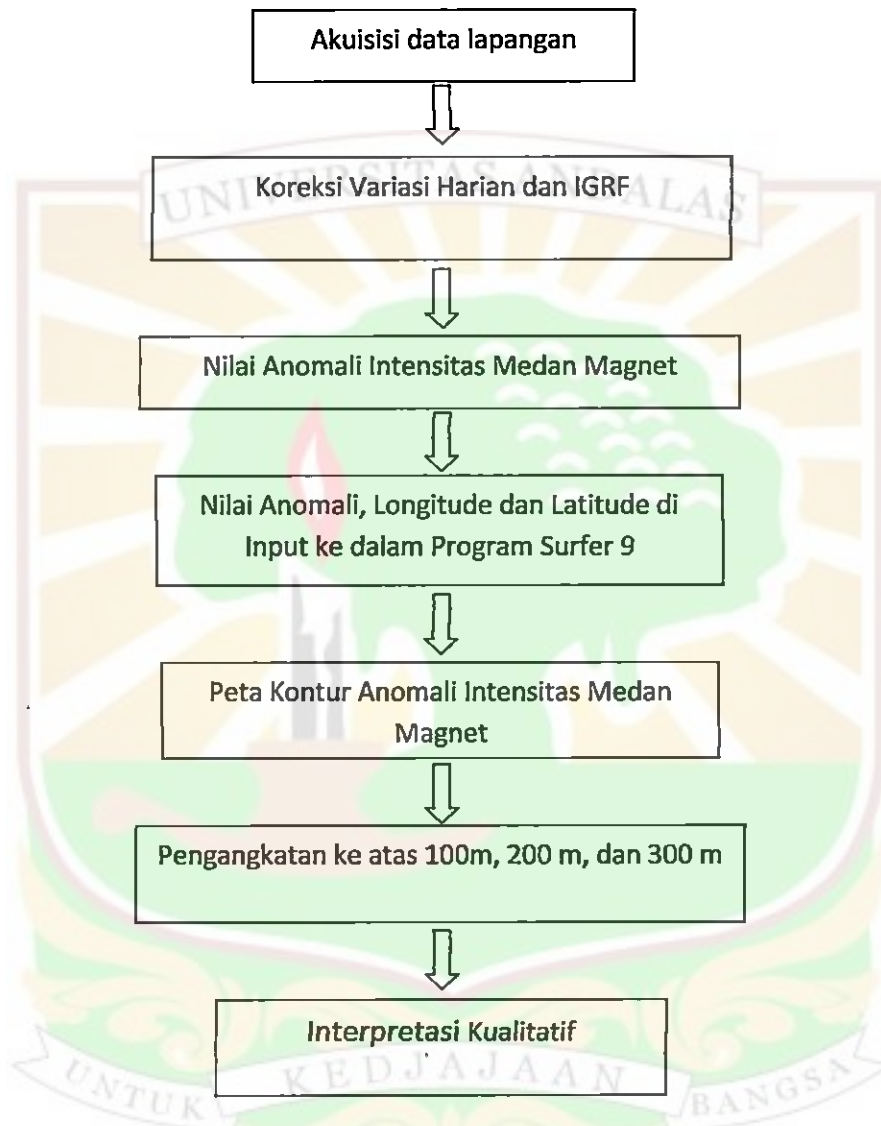 Akuisisi data lapangan
UNIVERSITAS ANDALAS
Koreksi Variasi Harian dan IGRF
Nilai Anomali Intensitas Medan Magnet
Nilai Anomali, Longitude dan Latitude di
Input ke dalam Program Surfer 9
Peta Kontur Anomali Intensitas Medan
Magnet
Pengangkatan ke atas 100m, 200 m, dan 300 m
Interpretasi Kualitatif
UNTUK KEDJAJAAN BANGSA